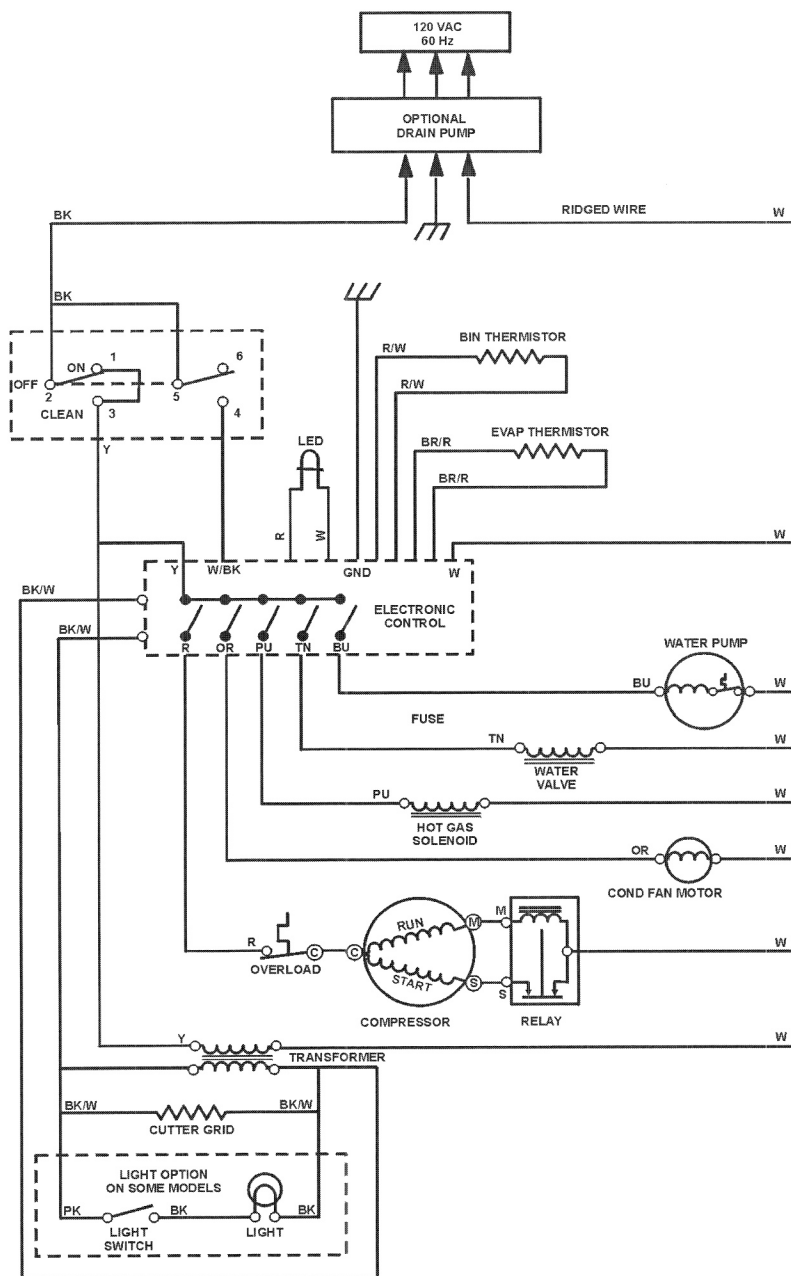 120 VAC
60 Hz
OPTIONAL
DRAIN PUMP
BK
RIDGED WIRE
W
BK
BIN THERMISTOR
R/W
R/W
1
6
ON
OFF
2
5
CLEAN
3
4
Y
LED
EVAP THERMISTOR
BR/R
BR/R
R
W
W
Y
W/BK
GND
W
BK/W
ELECTRONIC
CONTROL
BK/W
R
OR
PU
TN
BU
WATER PUMP
BU
W
FUSE
TN
W
WATER
VALVE
PU
W
HOT GAS
SOLENOID
OR
W
COND FAN MOTOR
RUN
M
M
R
C
C
W
OVERLOAD
START
S
S
COMPRESSOR
RELAY
Y
W
TRANSFORMER
BK/W
BK/W
CUTTER GRID
LIGHT OPTION
ON SOME MODELS
PK
BK
BK
LIGHT
SWITCH
LIGHT